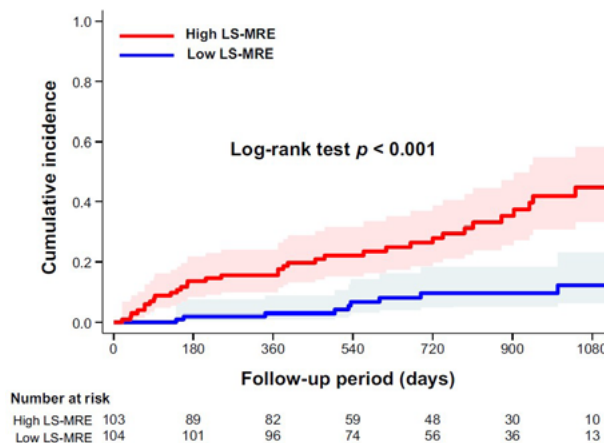 1.0
High LS-MRE
Low LS-MRE
0.8
0.6
Log-rank test p < 0.001
0.4
0.2
0.0
Cumulative incidence
0 180 360 540 720 900 1080
Follow-up period (days)
Number at risk
High LS-MRE 103 89 82 59 48 30 10
Low LS-MRE 104 101 96 74 56 36 13